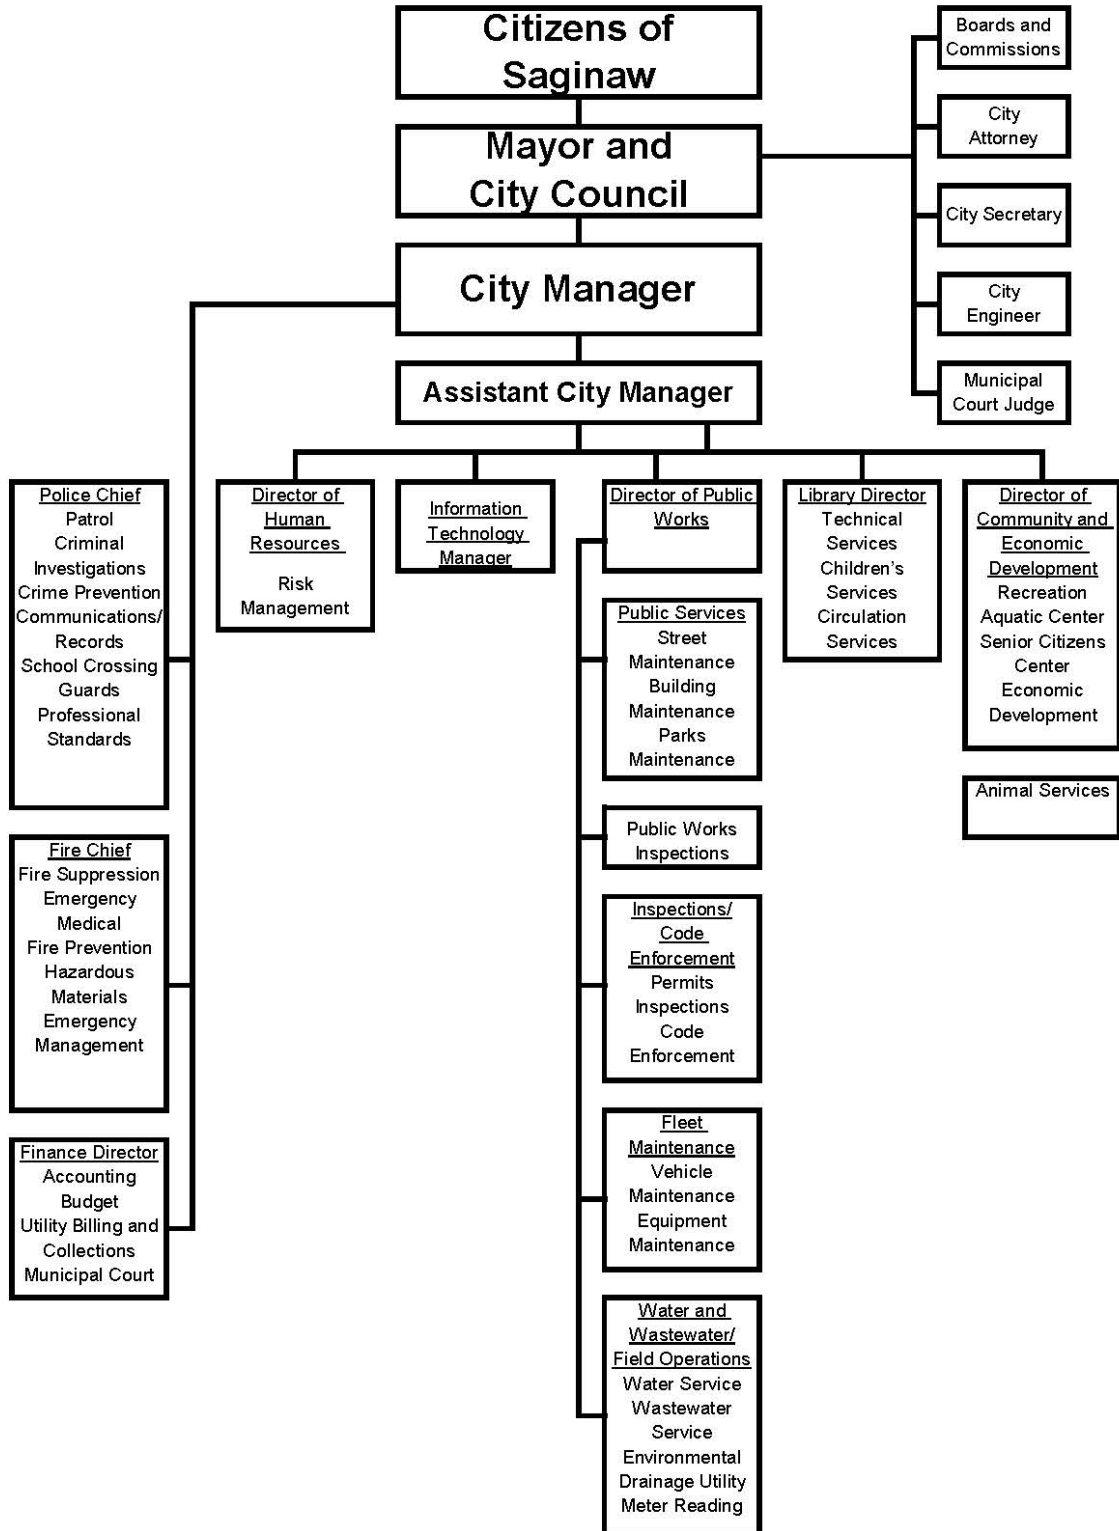 Citizens of
Saginaw
Mayor and
City Council
City Manager
Assistant City Manager
Boards and
Commissions
City
Attorney
City Secretary
City
Engineer
Municipal
Court Judge
Police Chief
Patrol
Criminal
Investigations
Crime Prevention
Communications/
Records
School Crossing
Guards
Professional
Standards
Fire Chief
Fire Suppression
Emergency
Medical
Fire Prevention
Hazardous
Materials
Emergency
Management
Finance Director
Accounting
Budget
Utility Billing and
Collections
Municipal Court
Director of
Human
Resources
Risk
Management
Information
Technology
Manager
Director of Public
Works
Public Services
Street
Maintenance
Building
Maintenance
Parks
Maintenance
Public Works
Inspections
Inspections/
Code
Enforcement
Permits
Inspections
Code
Enforcement
Fleet
Maintenance
Vehicle
Maintenance
Equipment
Maintenance
Water and
Wastewater/
Field Operations
Water Service
Wastewater
Service
Environmental
Drainage Utility
Meter Reading
Library Director
Technical
Services
Children's
Services
Circulation
Services
Director of
Community and
Economic
Development
Recreation
Aquatic Center
Senior Citizens
Center
Economic
Development
Animal Services